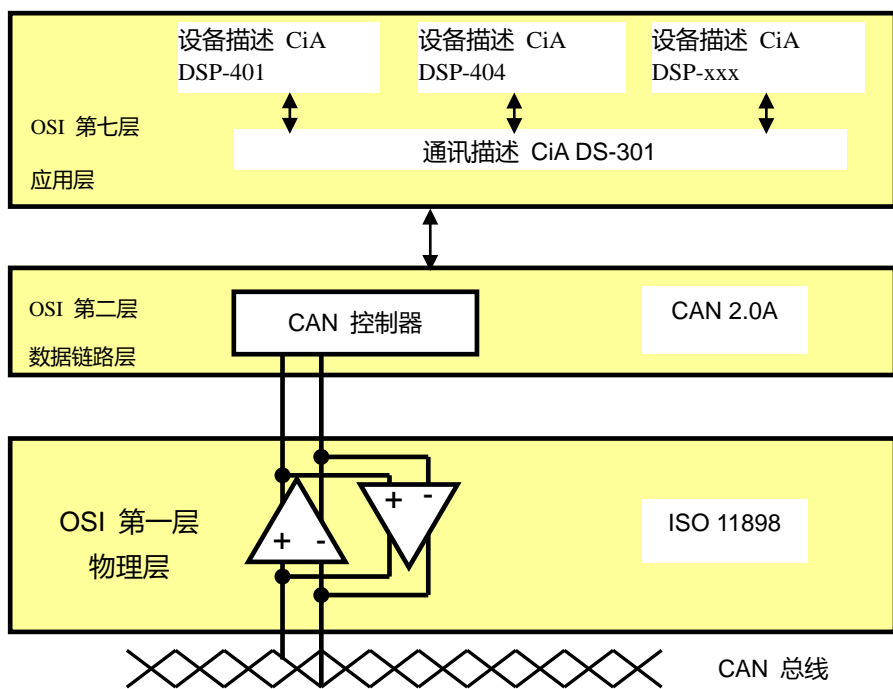 设备描述 CiA
DSP-401
设备描述 CiA
DSP-404
设备描述 CiA
DSP-xxx
OSI 第七层
应用层
通讯描述 CiA DS-301
OSI 第二层
数据链路层
CAN 控制器
CAN 2.0A
OSI 第一层
物理层
+ -
+ -
ISO 11898
CAN 总线